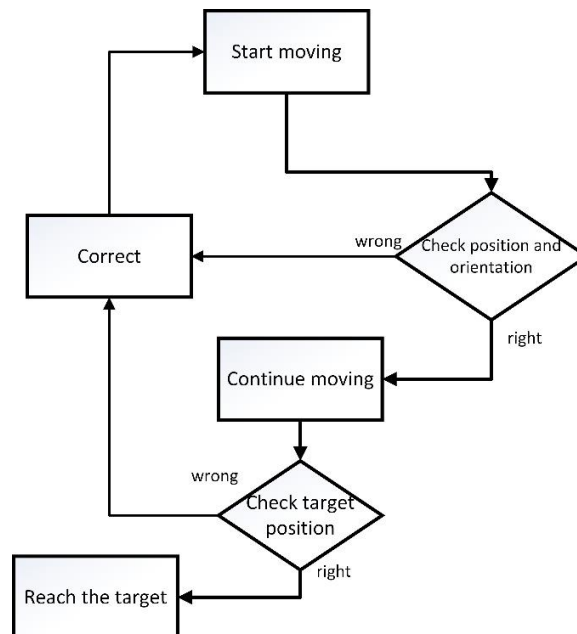 Start moving
wrong
Check position and
orientation
Correct
right
Continue moving
wrong
Check target
position
right
Reach the target